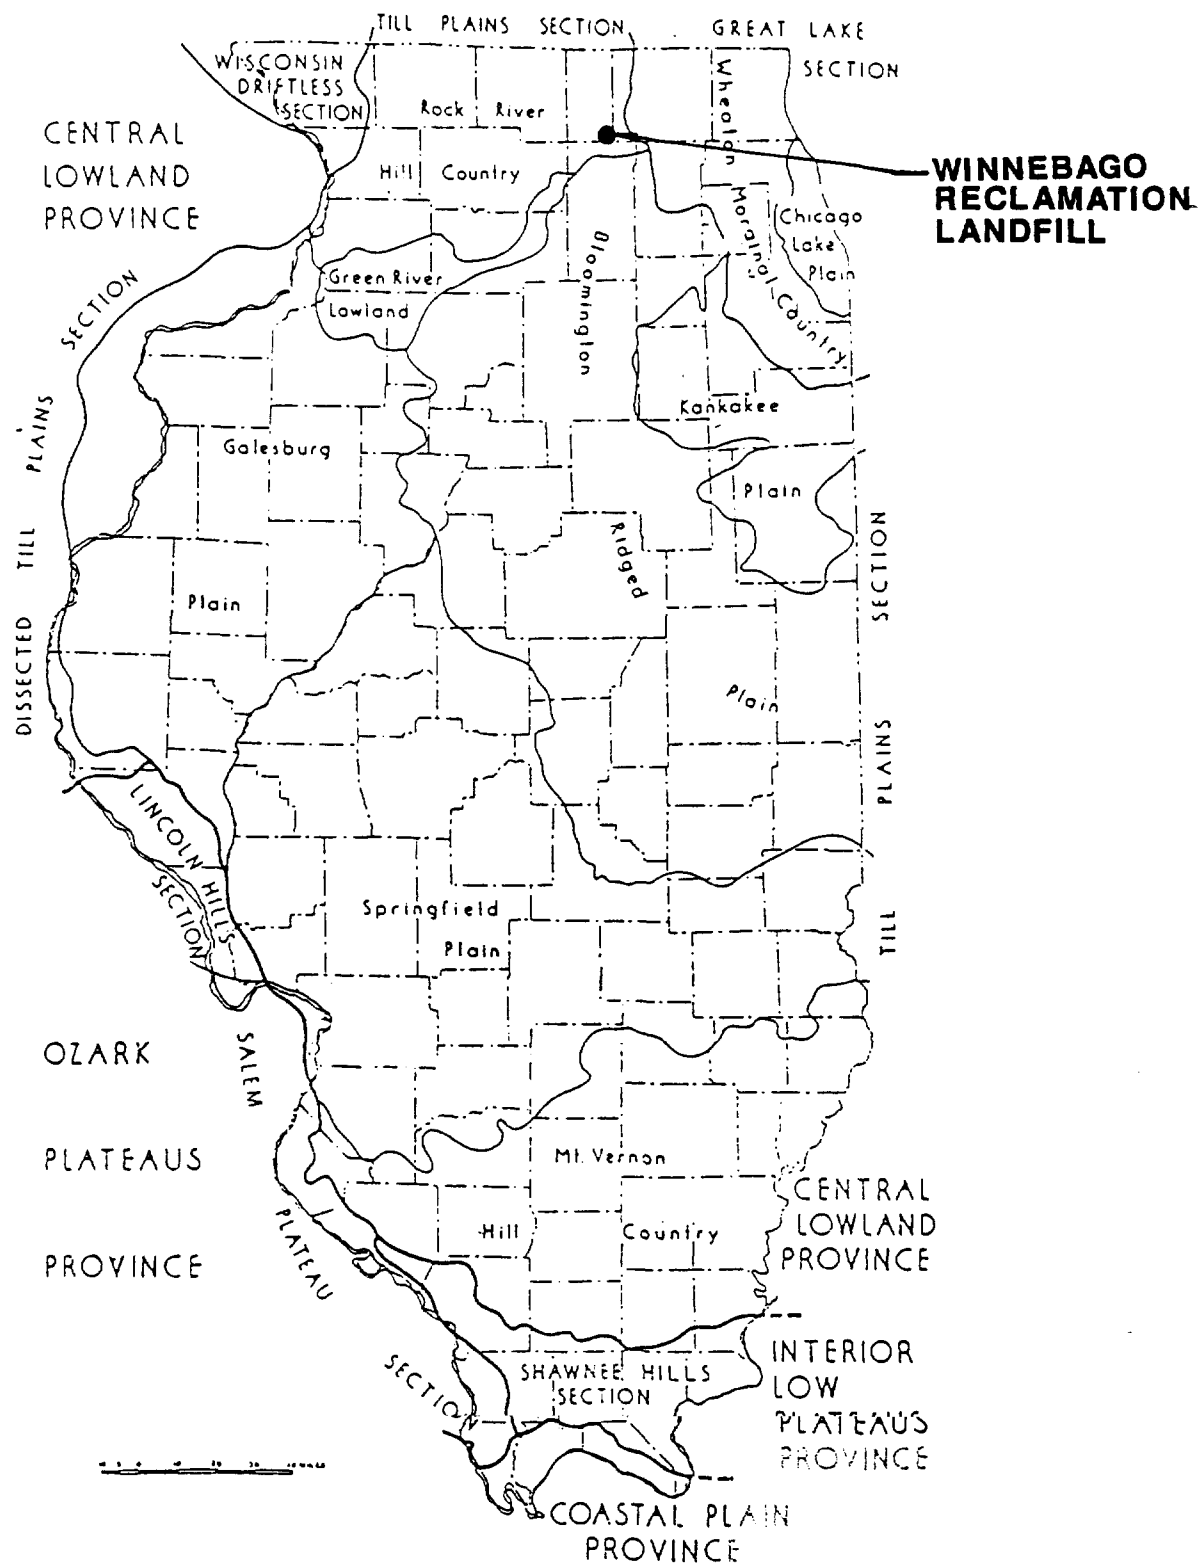 TILL PLAINS SECTION
GREAT LAKE
SECTION
WISCONSIN
DRIFTLESS
SECTION
Rock River
Wheaton
CENTRAL
LOWLAND
PROVINCE
Hill Country
WINNEBAGO
RECLAMATION
LANDFILL
Morainal Country
Chicago
Lake
Plain
Bloomington
Green River
Lowland
DISSECTED TILL PLAINS SECTION
Kankakee
Galesburg
Plain
Ridged
Plain
Plain
TILL PLAINS SECTION
LINCOLN HILLS
SECTION
Springfield
Plain
OZARK
PLATEAUS
PROVINCE
SALEM
PLATEAU
SECTION
Mt. Vernon
Hill Country
CENTRAL
LOWLAND
PROVINCE
SHAWNEE HILLS
SECTION
INTERIOR
LOW
PLATEAUS
PROVINCE
COASTAL PLAIN
PROVINCE